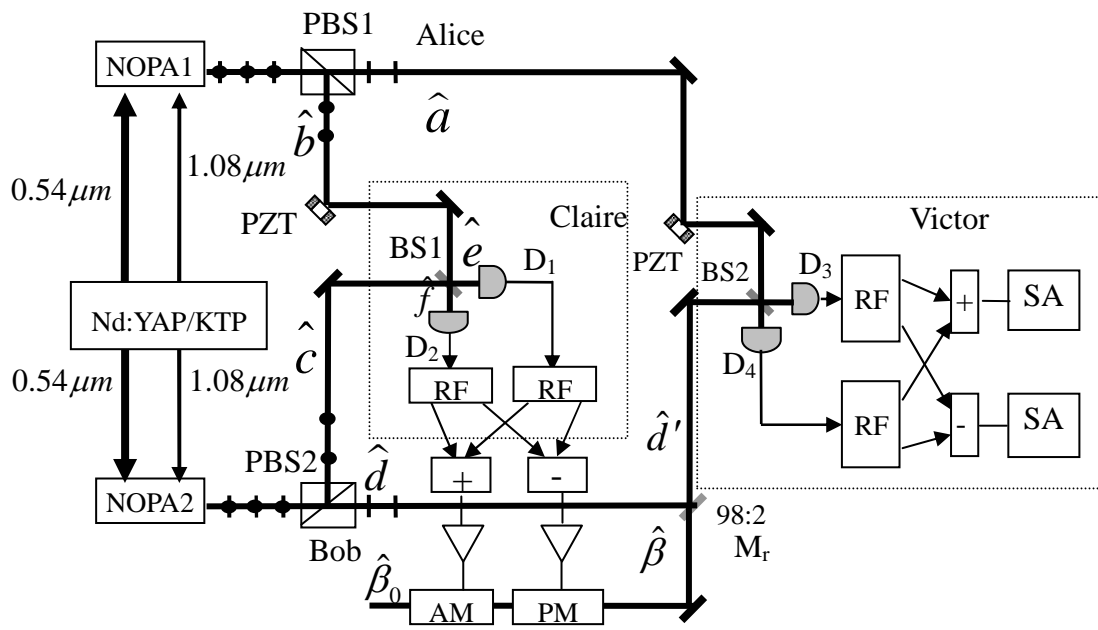 PBS1
Alice
NOPA1
â
b̂
1.08μm
0.54μm
PZT
Claire
Victor
BS1
ê
D₁
PZT
BS2
D₃
RF
+
SA
f̂
Nd:YAP/KTP
ĉ
D₂
D₄
RF
RF
0.54μm
1.08μm
RF
-
SA
d̂'
PBS2
d̂
+
-
NOPA2
98:2
Mᵣ
Bob
β̂
β̂₀
AM
PM